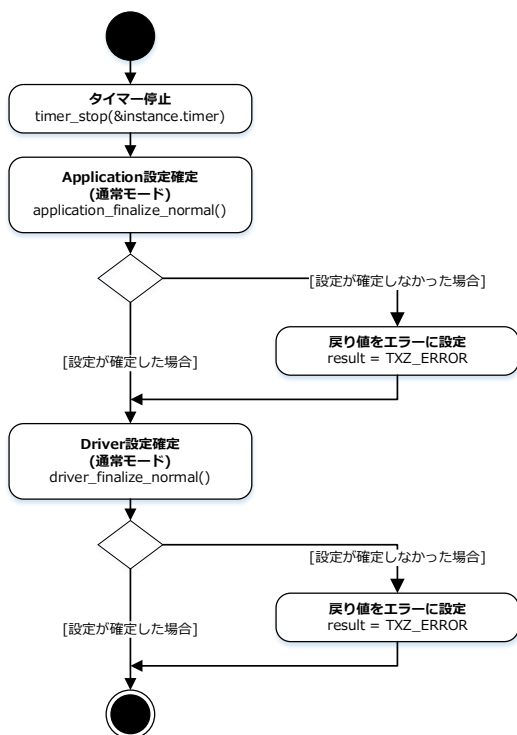 タイマー停止
timer_stop(&instance.timer)
Application設定確定
(通常モード)
application_finalize_normal()
[設定が確定しなかった場合]
戻り値をエラーに設定
result = TXZ_ERROR
[設定が確定した場合]
Driver設定確定
(通常モード)
driver_finalize_normal()
[設定が確定しなかった場合]
戻り値をエラーに設定
result = TXZ_ERROR
[設定が確定した場合]